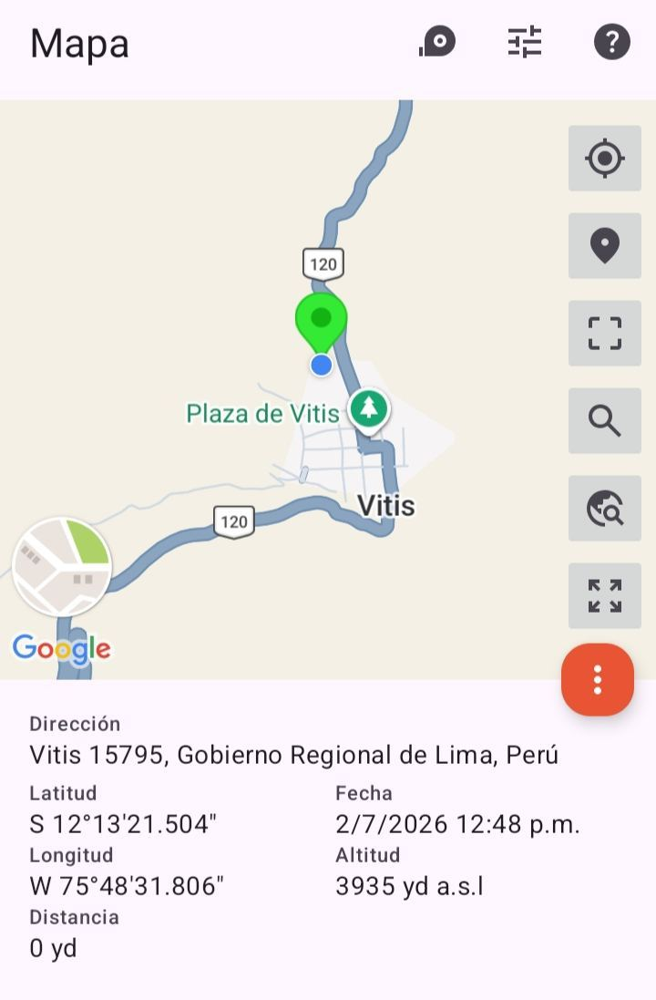 Mapa
120
Plaza de Vitis
Vitis
120
Google
Dirección
Vitis 15795, Gobierno Regional de Lima, Perú
Latitud
S 12°13'21.504"
Fecha
2/7/2026 12:48 p.m.
Longitud
W 75°48'31.806"
Altitud
3935 yd a.s.l
Distancia
0 yd